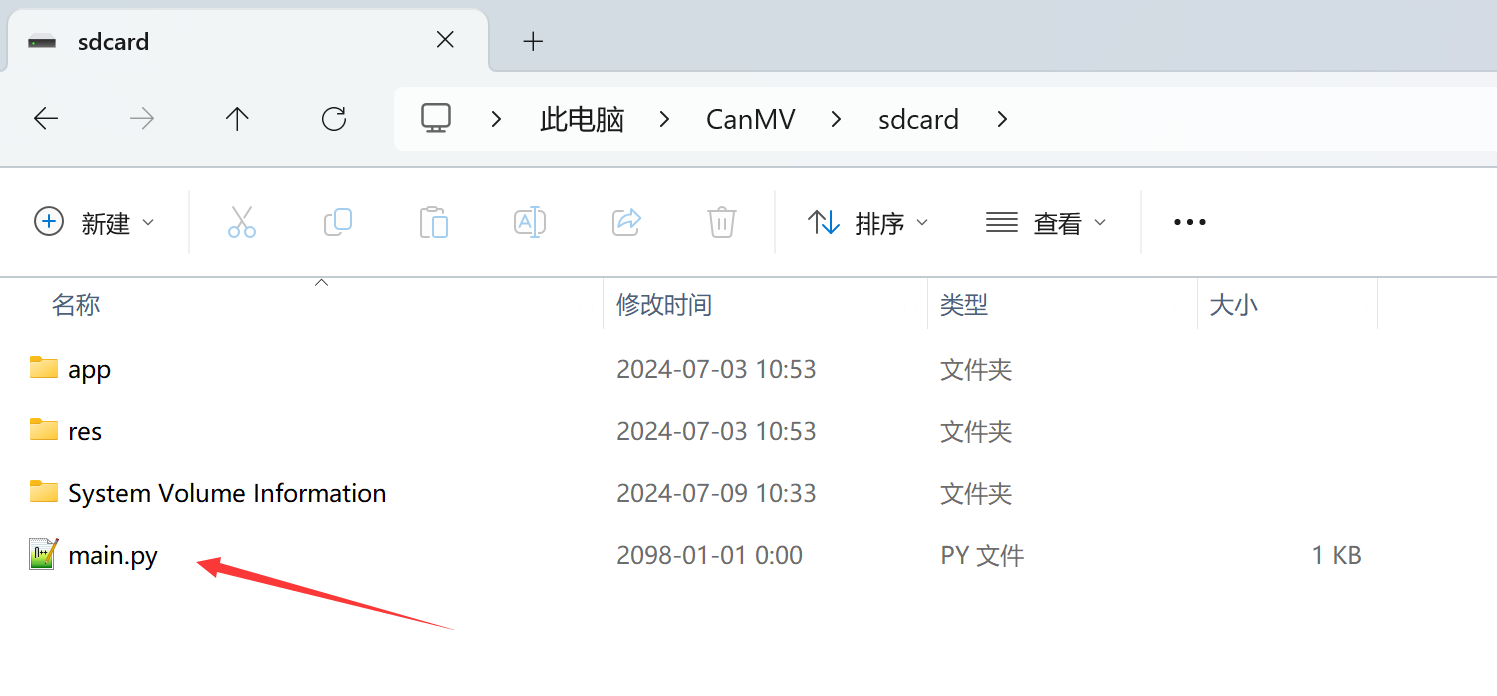 sdcard
此电脑 CanMV sdcard
新建 排序 查看
名称 修改时间 类型 大小
app 2024-07-03 10:53 文件夹
res 2024-07-03 10:53 文件夹
System Volume Information 2024-07-09 10:33 文件夹
main.py 2098-01-01 0:00 PY 文件 1 KB